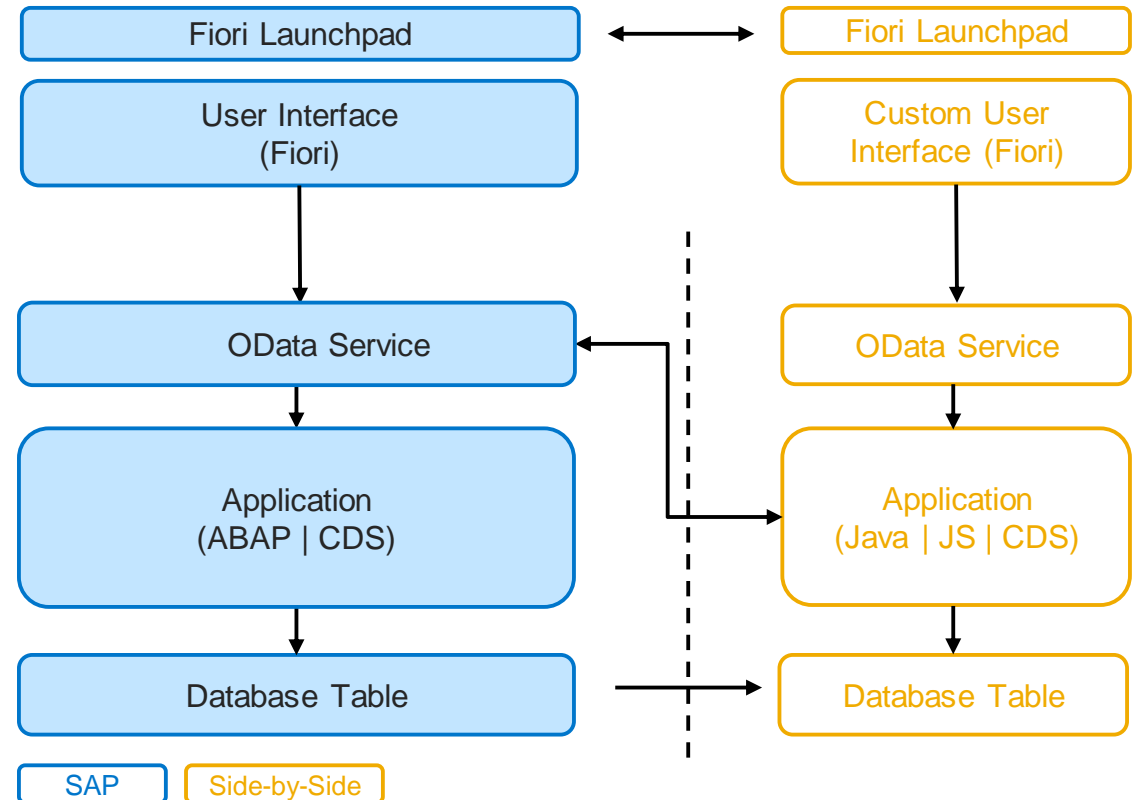 Fiori Launchpad
Fiori Launchpad
User Interface
(Fiori)
Custom User
Interface (Fiori)
OData Service
OData Service
Application
(ABAP | CDS)
Application
(Java | JS | CDS)
Database Table
Database Table
SAP
Side-by-Side